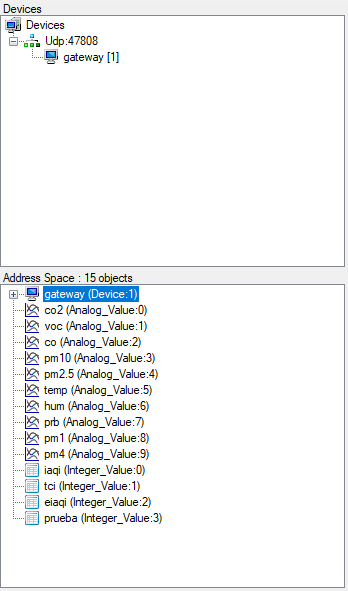 Devices
Devices
Udp:47808
gateway [1]
Address Space : 15 objects
gateway (Device:1)
co2 (Analog_Value:0)
voc (Analog_Value:1)
co (Analog_Value:2)
pm10 (Analog_Value:3)
pm2.5 (Analog_Value:4)
temp (Analog_Value:5)
hum (Analog_Value:6)
prb (Analog_Value:7)
pm1 (Analog_Value:8)
pm4 (Analog_Value:9)
iaqi (Integer_Value:0)
tci (Integer_Value:1)
eiaqi (Integer_Value:2)
prueba (Integer_Value:3)